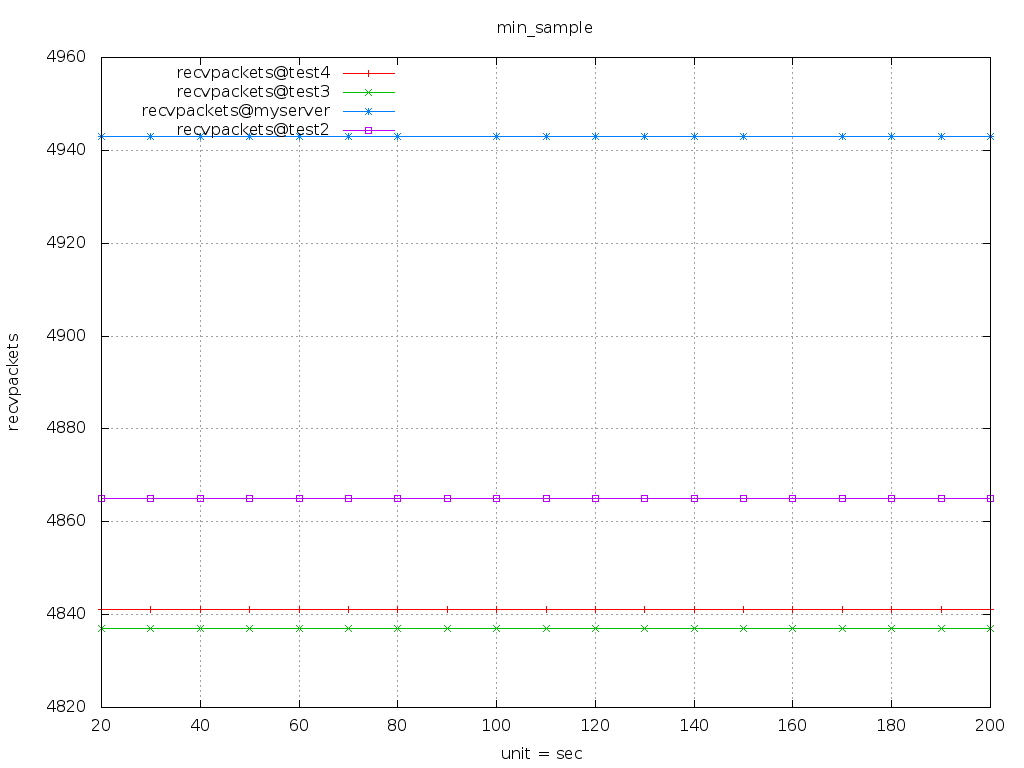 min_sample
4960
4940
4920
4900
4880
4860
4840
4820
recvpackets@test4
recvpackets@test3
recvpackets@myserver
recvpackets@test2
recvpackets
20 40 60 80 100 120 140 160 180 200
unit = sec